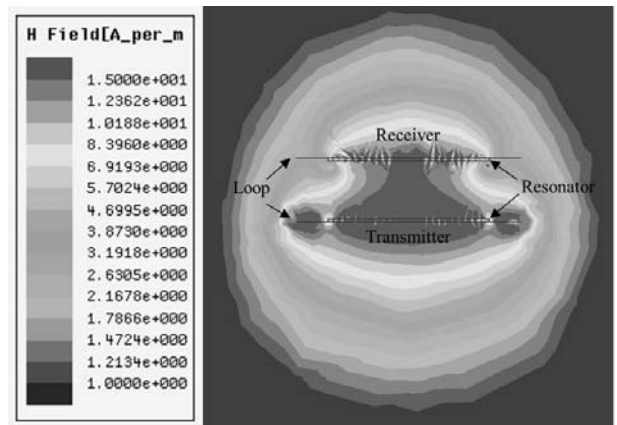 H Field[A_per_m
1.5000e+001
1.2362e+001
1.0188e+001
8.3960e+000
6.9193e+000
5.7024e+000
4.6995e+000
3.8730e+000
3.1918e+000
2.6305e+000
2.1678e+000
1.7866e+000
1.4724e+000
1.2134e+000
1.0000e+000
Receiver
Loop
Resonator
Transmitter